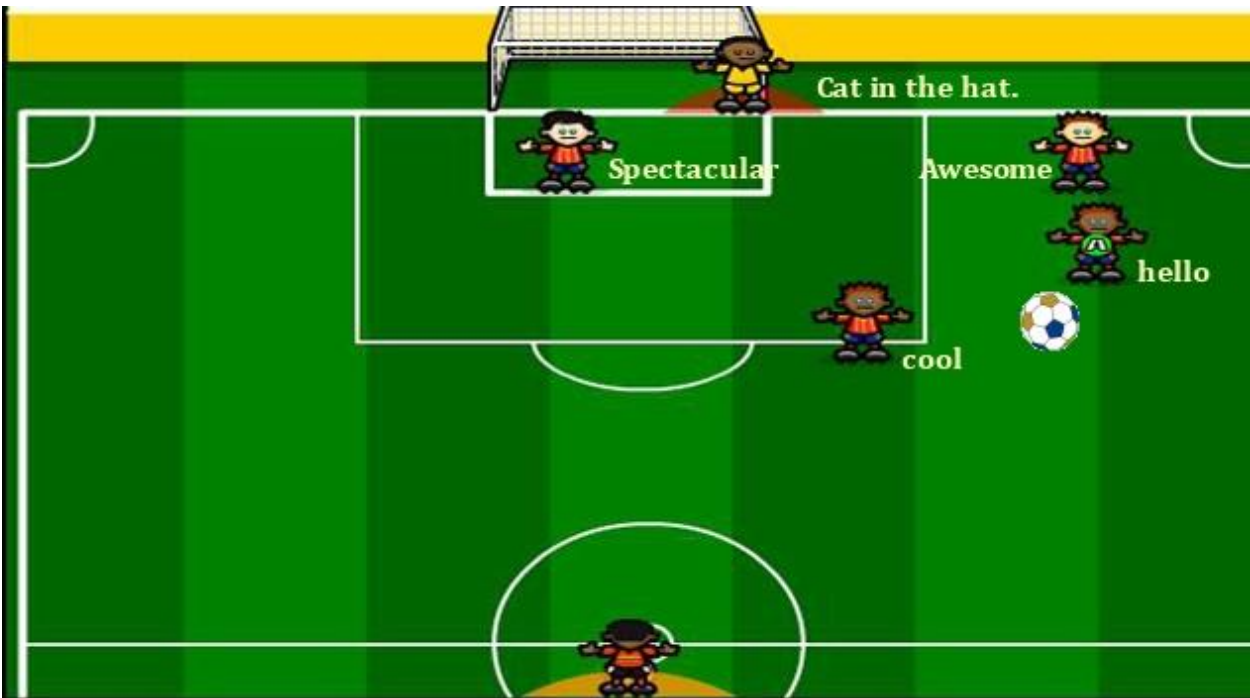 Cat in the hat.
Spectacular
Awesome
hello
cool